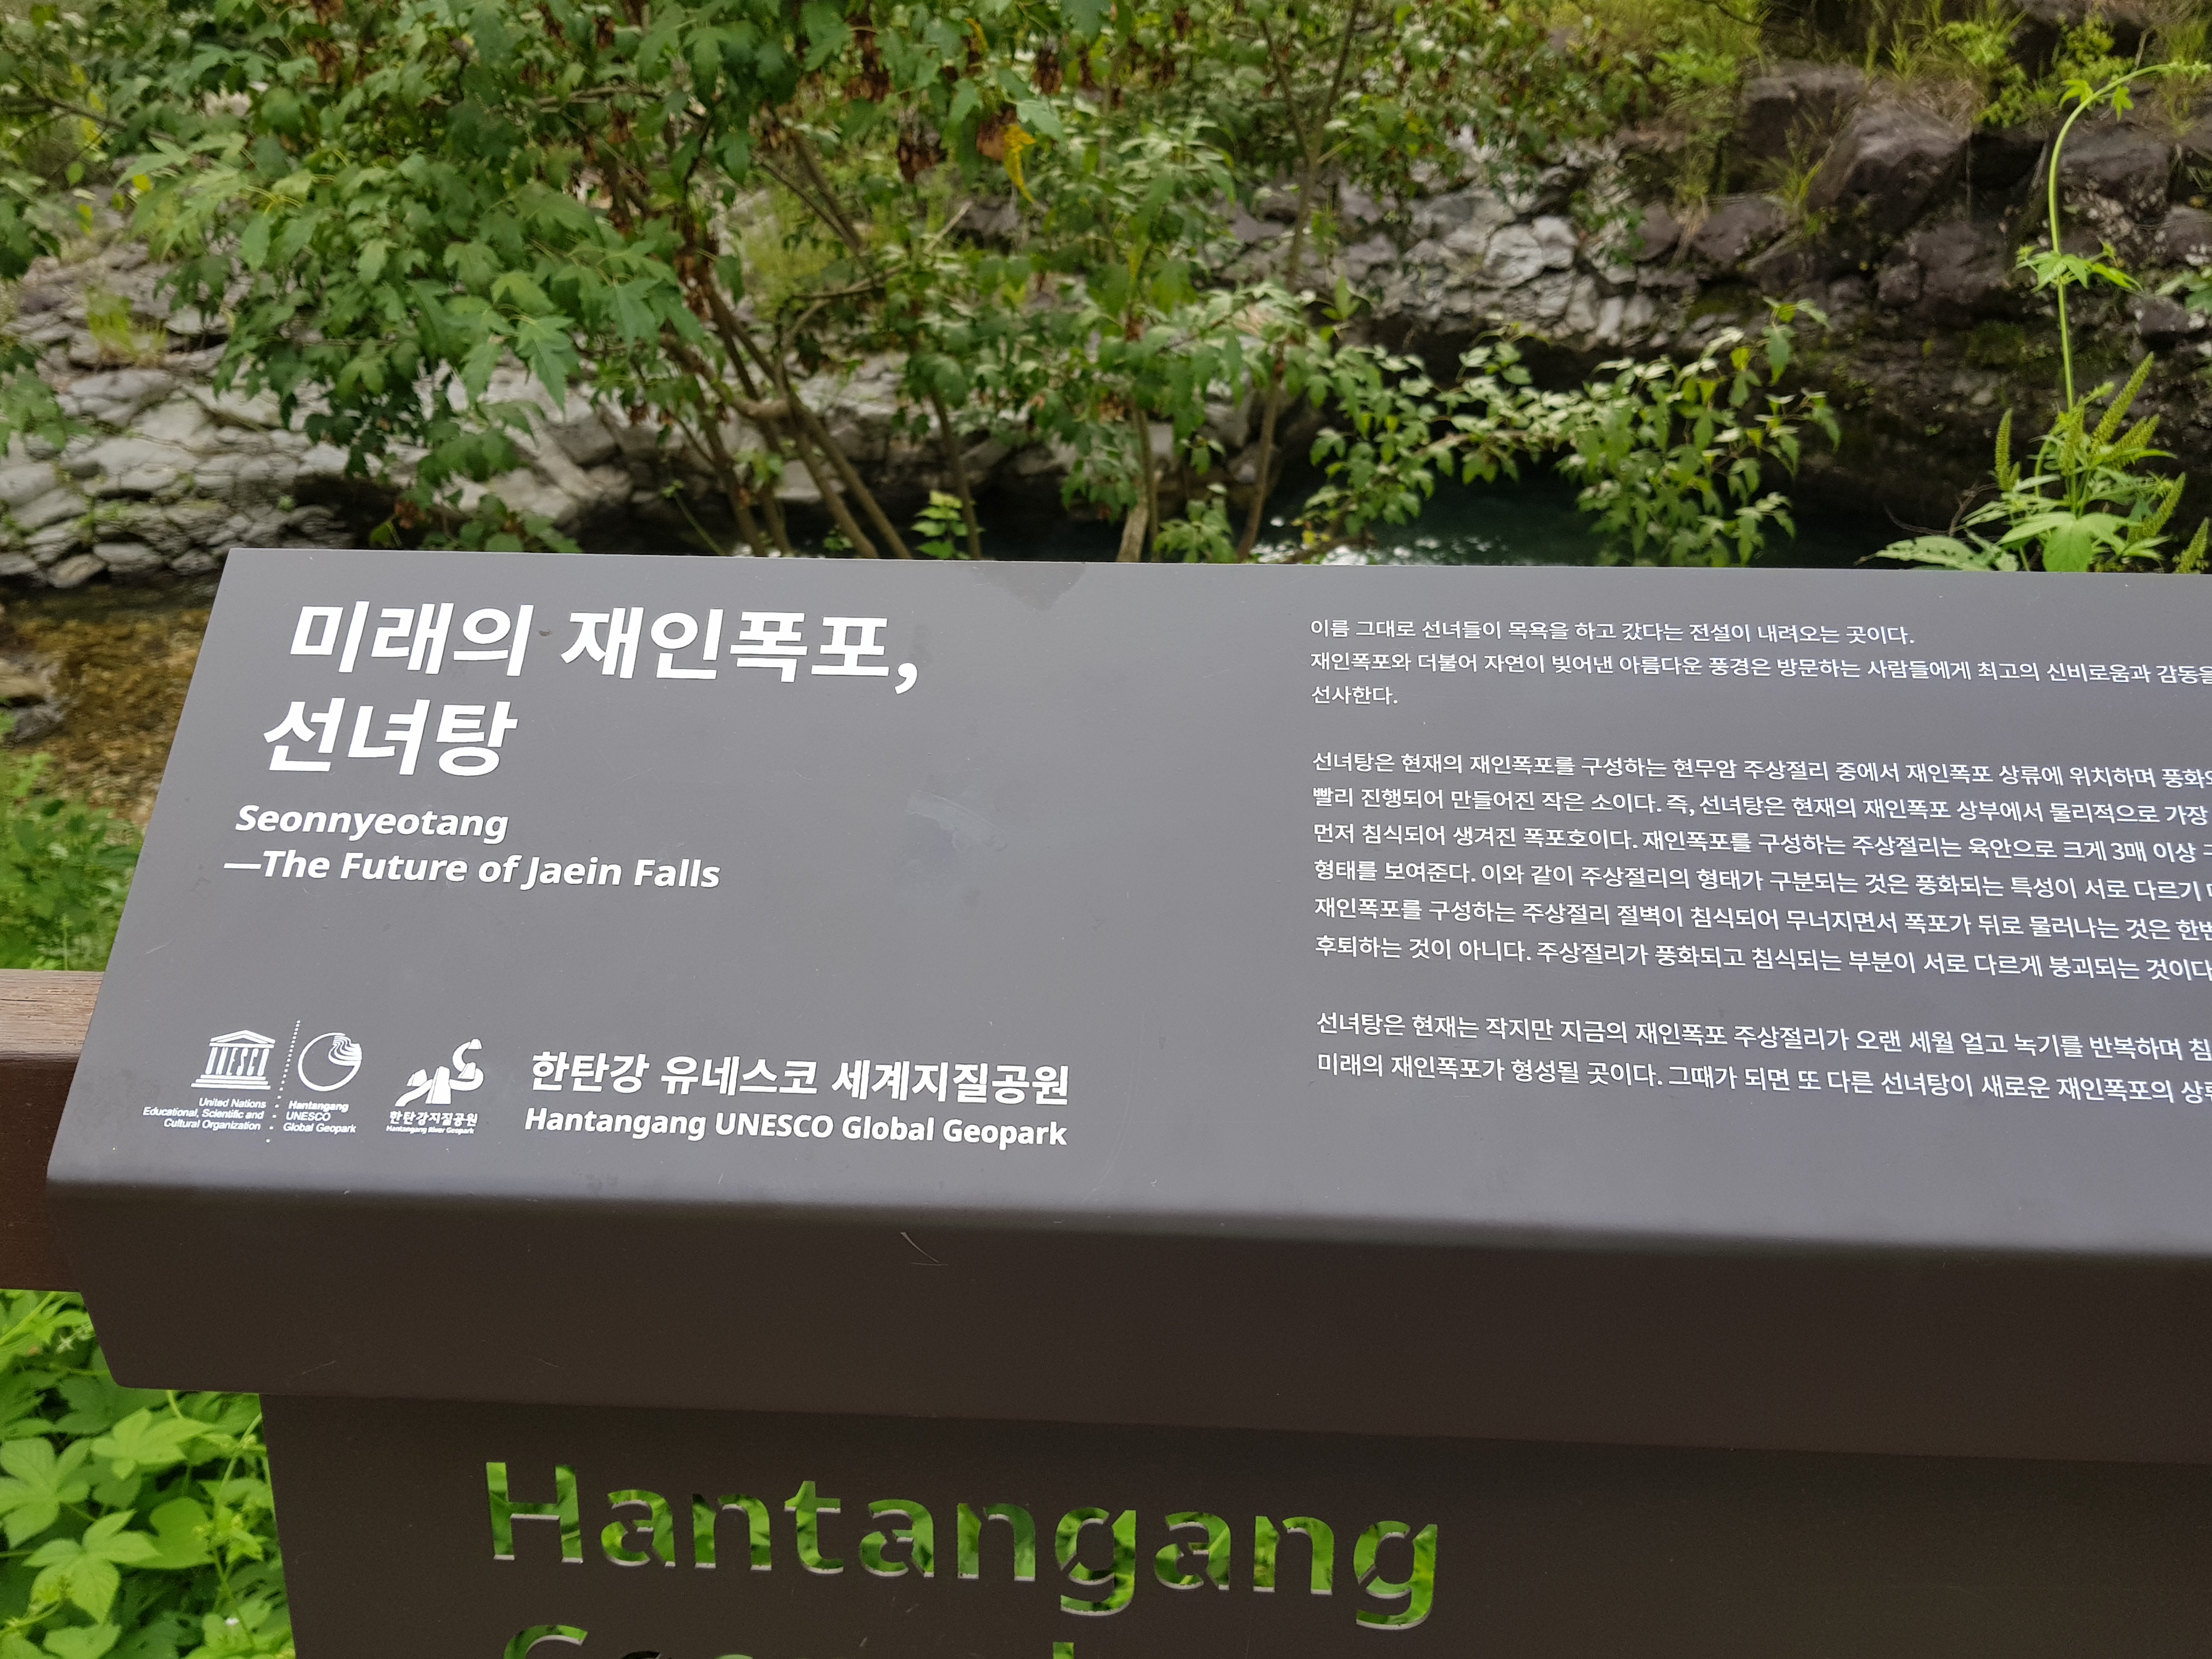 미래의 재인폭포,
선녀탕
Seonnyeotang
—The Future of Jaein Falls
UNESCO
United Nations
Educational, Scientific and
Cultural Organization
Hantangang
UNESCO
Global Geopark
한탄강지질공원
Hantangang River Geopark
한탄강 유네스코 세계지질공원
Hantangang UNESCO Global Geopark
이름 그대로 선녀들이 목욕을 하고 갔다는 전설이 내려오는 곳이다.
재인폭포와 더불어 자연이 빚어낸 아름다운 풍경은 방문하는 사람들에게 최고의 신비로움과 감동을
선사한다.
선녀탕은 현재의 재인폭포를 구성하는 현무암 주상절리 중에서 재인폭포 상류에 위치하며
빨리 진행되어 만들어진 작은 소이다. 즉, 선녀탕은 현재의 재인폭포 상부에서 물리적으로 가장
먼저 침식되어 생겨진 폭포호이다. 재인폭포를 구성하는 주상절리는 육안으로 크게 3매 이상
형태를 보여준다. 이와 같이 주상절리의 형태가 구분되는 것은 풍화되는 특성이 서로 다르기
재인폭포를 구성하는 주상절리 절벽이 침식되어 무너지면서 폭포가 뒤로 물러나는 것은
후퇴하는 것이 아니다. 주상절리가 풍화되고 침식되는 부분이 서로 다르게 붕괴되는 것이다
선녀탕은 현재는 작지만 지금의 재인폭포 주상절리가 오랜 세월 얼고 녹기를 반복하며
미래의 재인폭포가 형성될 곳이다. 그때가 되면 또 다른 선녀탕이 새로운 재인폭포의
Hantangang